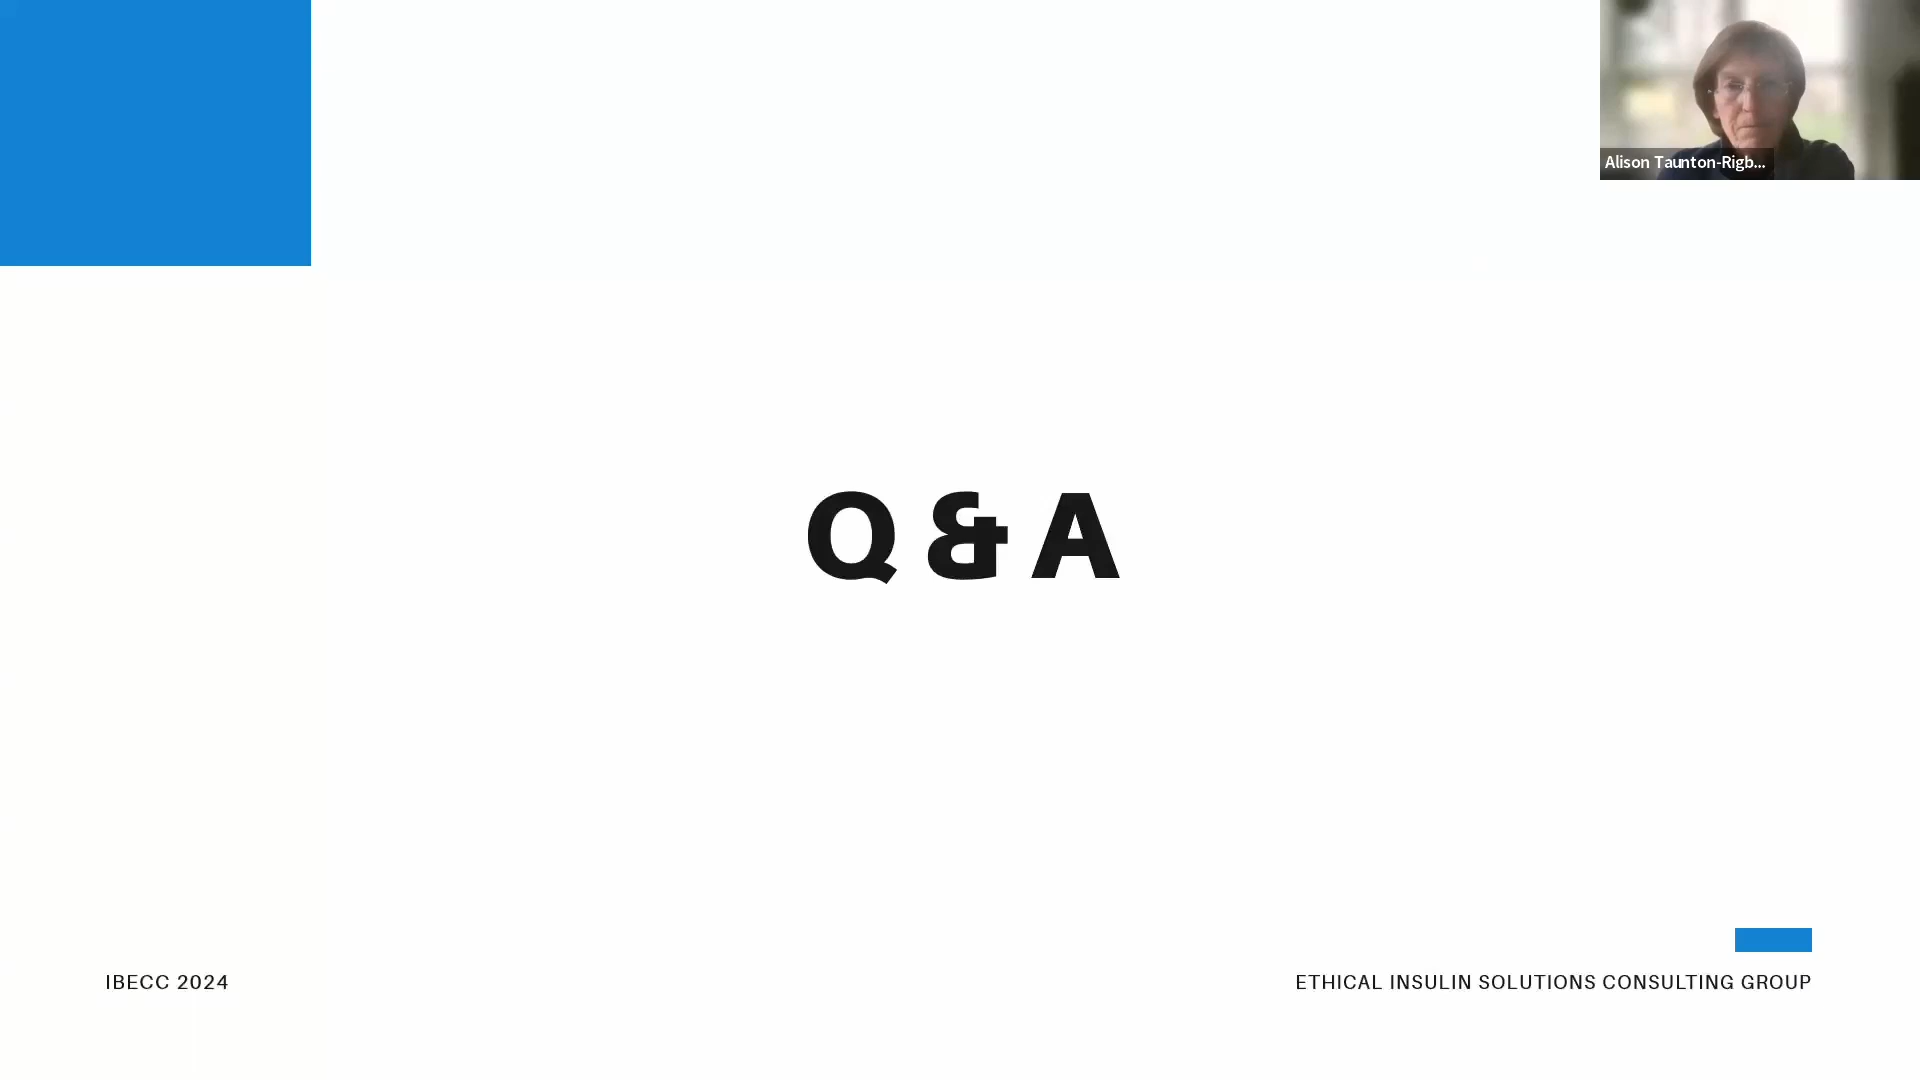 Alison Taunton-Rigb...
Q & A
IBECC 2024
ETHICAL INSULIN SOLUTIONS CONSULTING GROUP